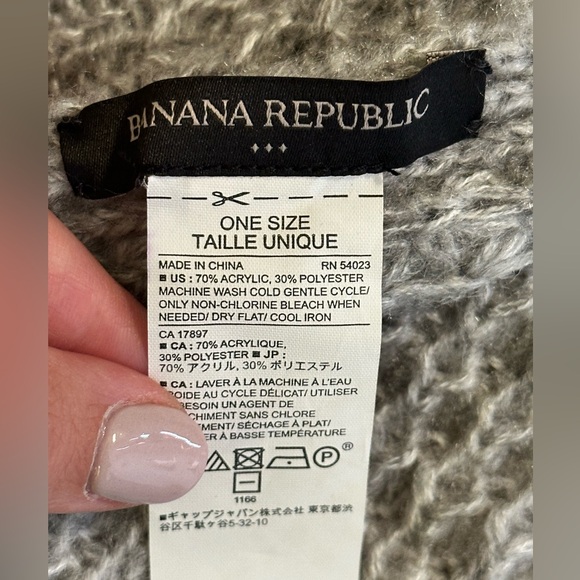 BANANA REPUBLIC
ONE SIZE
TAILLE UNIQUE
MADE IN CHINA RN 54023
■ US : 70% ACRYLIC, 30% POLYESTER
MACHINE WASH COLD GENTLE CYCLE/
ONLY NON-CHLORINE BLEACH WHEN
NEEDED/ DRY FLAT/ COOL IRON
CA 17897
■ CA : 70% ACRYLIQUE,
30% POLYESTER ■ JP :
70% アクリル, 30% ポリエステル
■ CA : LAVER À LA MACHINE À L'EAU
OIDE AU CYCLE DÉLICAT/ UTILISER
BESOIN UN AGENT DE
CHIMENT SANS CHLORE
EMENT/ SÉCHAGE À PLAT/
ER À BASSE TEMPÉRATURE
P ®
1166
■ギャップジャパン株式会社 東京都渋
谷区千駄ヶ谷5-32-10